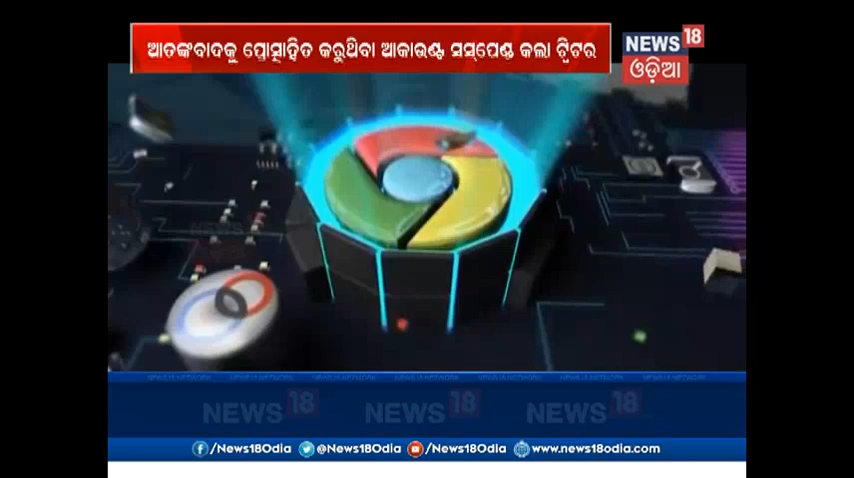 ଆତଙ୍କବାଦକୁ ପ୍ରୋତ୍ସାହିତ କରୁଥିବା ଆକାଉଣ୍ଟ ସସ୍‌ପେଣ୍ଡ କଲା ଟ୍ୱିଟର
NEWS 18
ଓଡ଼ିଆ
NEWS 18 NEWS 18 NEWS 18
/News18Odia @News18Odia /News18Odia www.news18odia.com